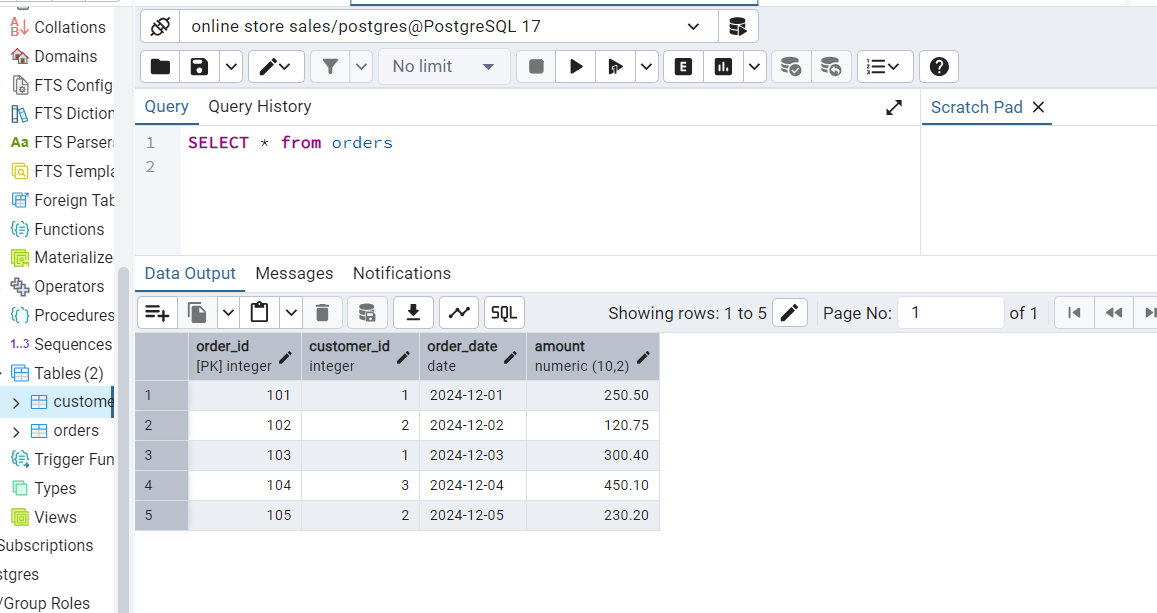 Collations
Domains
FTS Config
FTS Diction
Aa FTS Parser
FTS Templa
Foreign Tab
Functions
Materialize
Operators
Procedures
1..3 Sequences
Tables (2)
custome
orders
Trigger Fun
Types
Views
Subscriptions
stgres
/Group Roles
online store sales/postgres@PostgreSQL 17
No limit
E
Query Query History
Scratch Pad
1 SELECT * from orders
2
Data Output Messages Notifications
SQL Showing rows: 1 to 5 Page No: 1 of 1
order_id customer_id order_date amount
[PK] integer integer date numeric (10,2)
1 101 1 2024-12-01 250.50
2 102 2 2024-12-02 120.75
3 103 1 2024-12-03 300.40
4 104 3 2024-12-04 450.10
5 105 2 2024-12-05 230.20